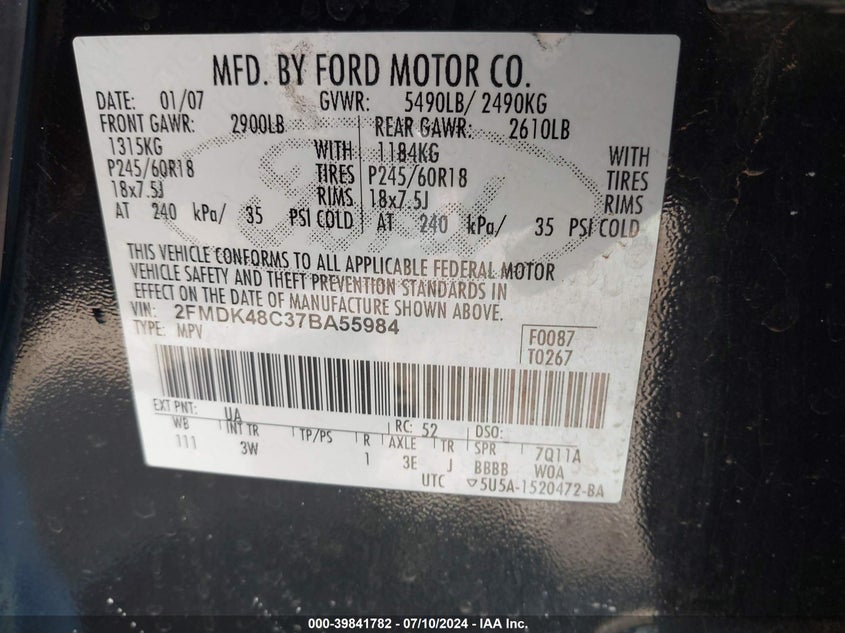 MFD. BY FORD MOTOR CO.
DATE: 01/07 GVWR: 5490LB/ 2490KG
FRONT GAWR: 2900LB REAR GAWR: 2610LB
1315KG WITH 1184KG WITH
P245/60R18 TIRES P245/60R18 TIRES
18x7.5J RIMS 18x7.5J RIMS
AT 240 kPa/ 35 PSI COLD AT 240 kPa/ 35 PSI COLD
THIS VEHICLE CONFORMS TO ALL APPLICABLE FEDERAL MOTOR
VEHICLE SAFETY AND THEFT PREVENTION STANDARDS IN
EFFECT ON THE DATE OF MANUFACTURE SHOWN ABOVE.
VIN: 2FMDK48C37BA55984
TYPE: MPV
F0087
T0267
EXT PNT: UA RC: 52 DSO:
WB INT TR TP/PS R AXLE TR SPR 7Q11A
111 3W 1 3E J BBBB W0A
UTC ▽5U5A-1520472-BA
000-39841782 - 07/10/2024 - IAA Inc.